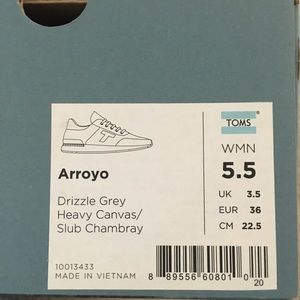 TOMS
WMN
5.5
Arroyo
UK 3.5
Drizzle Grey
EUR 36
Heavy Canvas/
CM 22.5
Slub Chambray
10013433
MADE IN VIETNAM
8 89556 60801 0
20